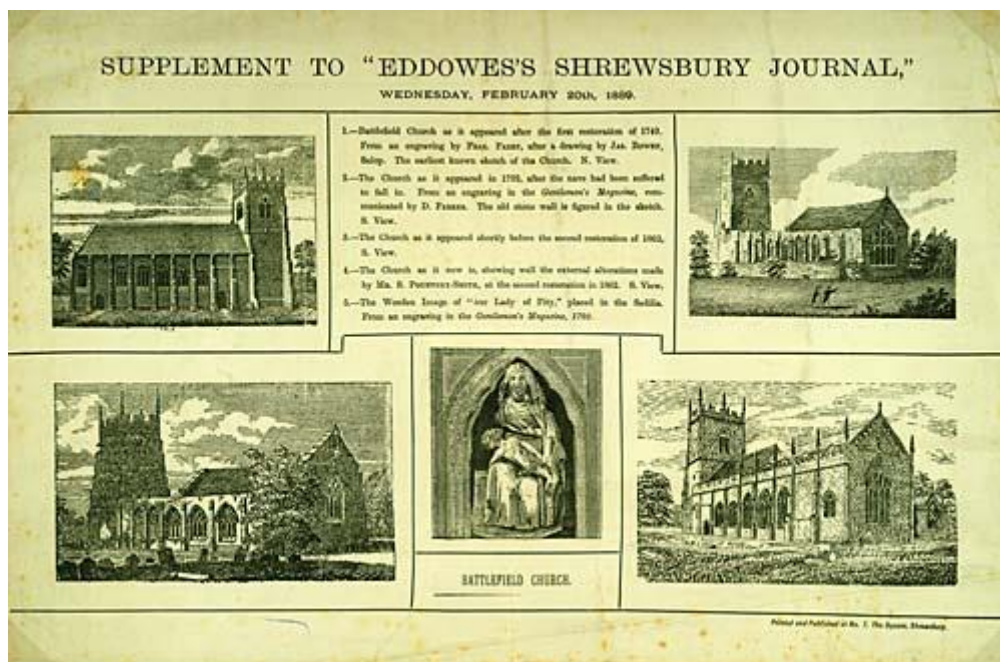 SUPPLEMENT TO "EDDOWES'S SHREWSBURY JOURNAL,"
WEDNESDAY, FEBRUARY 20th, 1889.
1.—Battlefield Church as it appeared after the first restoration of 1749.
From an engraving by Fras. after a drawing by Jas. Bowen,
Salop. The earliest known sketch of the Church. N. View.
2.—The Church as it appeared in 1792, after the nave had been suffered
to fall in. From an engraving in the Gentleman's Magazine, com-
municated by D. Parkes. The old stone wall is figured in the sketch.
S. View.
3.—The Church as it appeared shortly before the second restoration of 1862,
S. View.
4.—The Church as it now is, showing well the external alterations made
by Mr. S. Pountney-Smith, at the second restoration in 1862. S. View,
5.—The Wooden Image of "our Lady of Pity," placed in the Sedilia.
From an engraving in the Gentleman's Magazine, 1792.
BATTLEFIELD CHURCH.
Printed and Published at No. The Square, Shrewsbury.